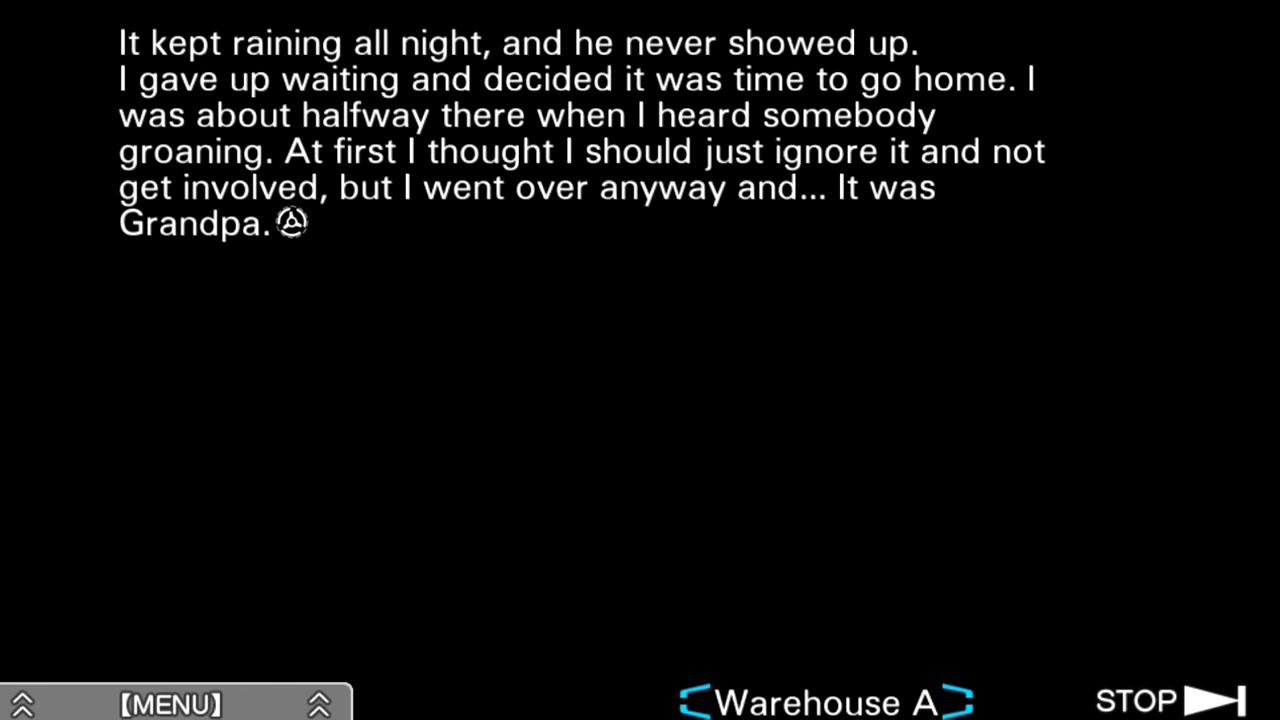 It kept raining all night, and he never showed up.
I gave up waiting and decided it was time to go home. I
was about halfway there when I heard somebody
groaning. At first I thought I should just ignore it and not
get involved, but I went over anyway and... It was
Grandpa.
【MENU】
Warehouse A
STOP